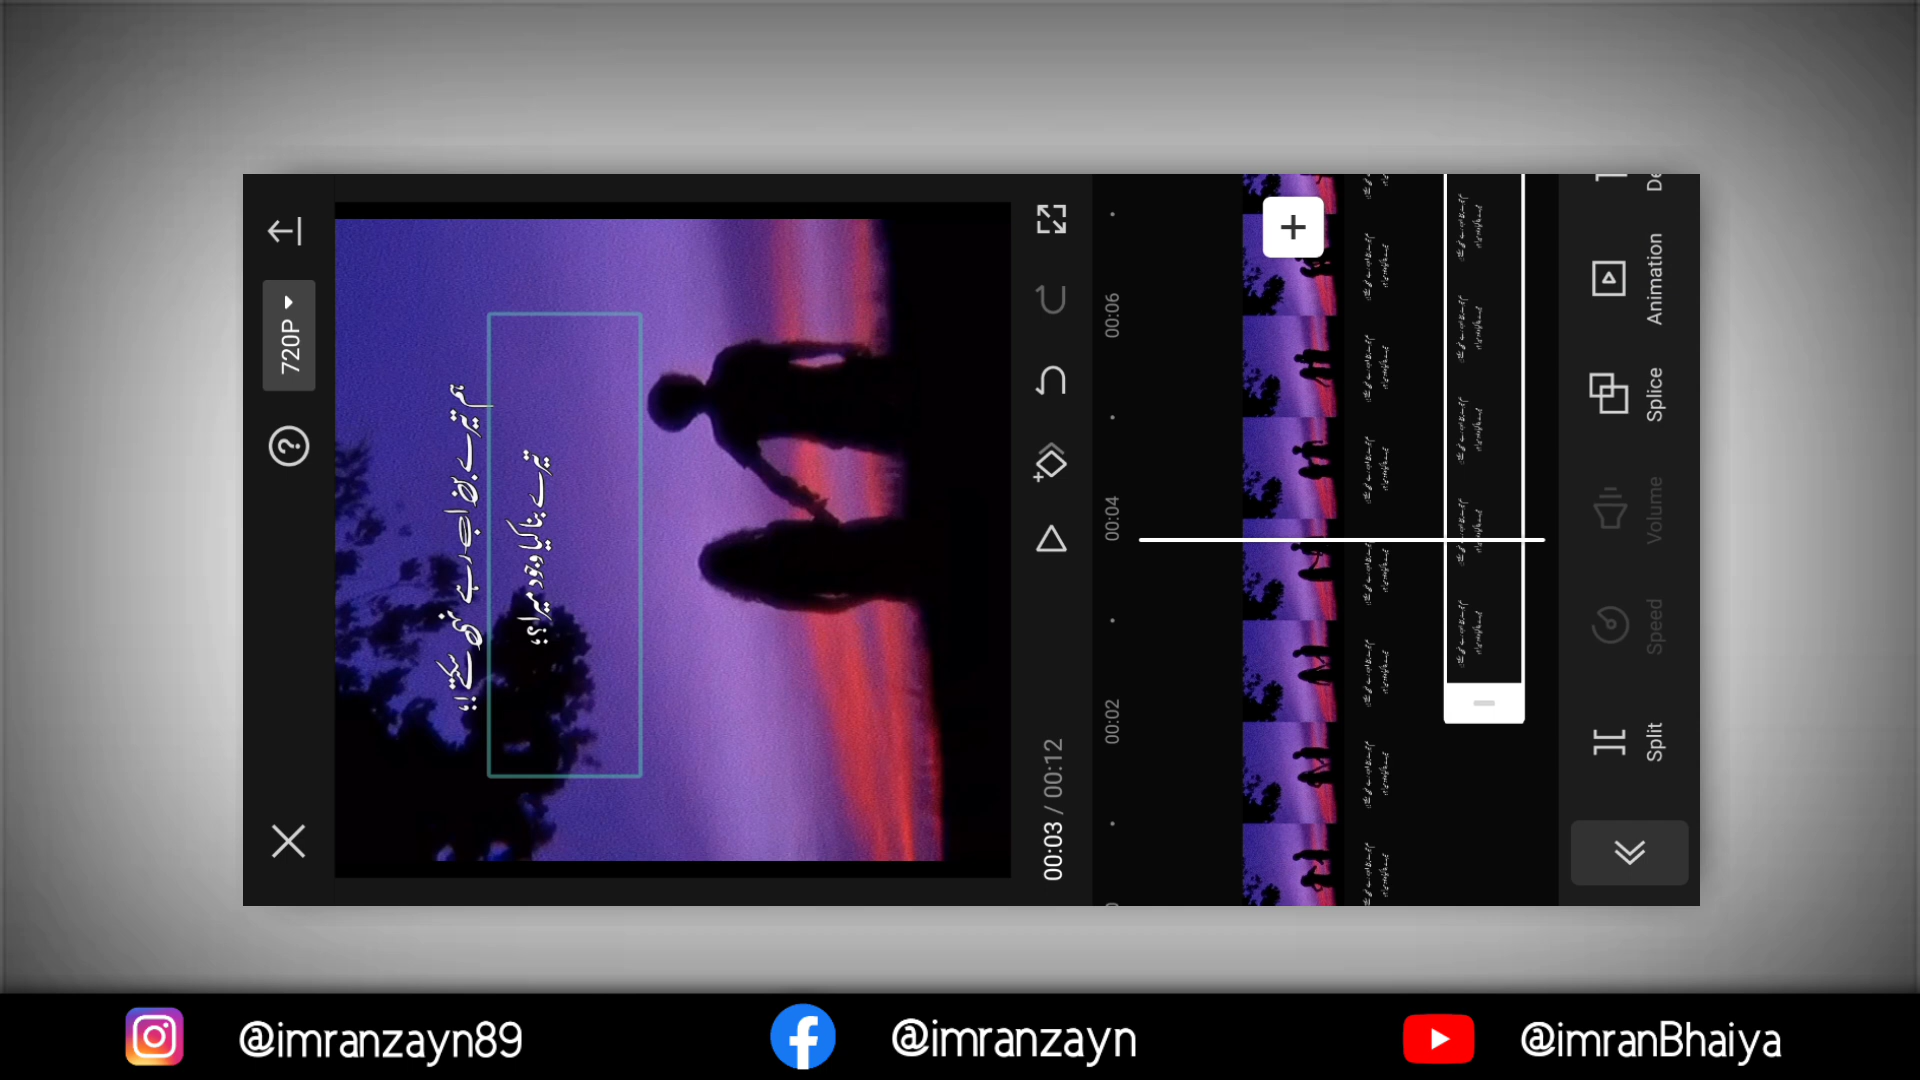 720P
ہم تیرے بن اب رہ نہیں سکتے!،
تیرے بنا کیا وجود میرا؟،
00:03 / 00:12
00:02
00:04
00:06
Split
Speed
Volume
Splice
Animation
@imranzayn89
@imranzayn
@imranBhaiya